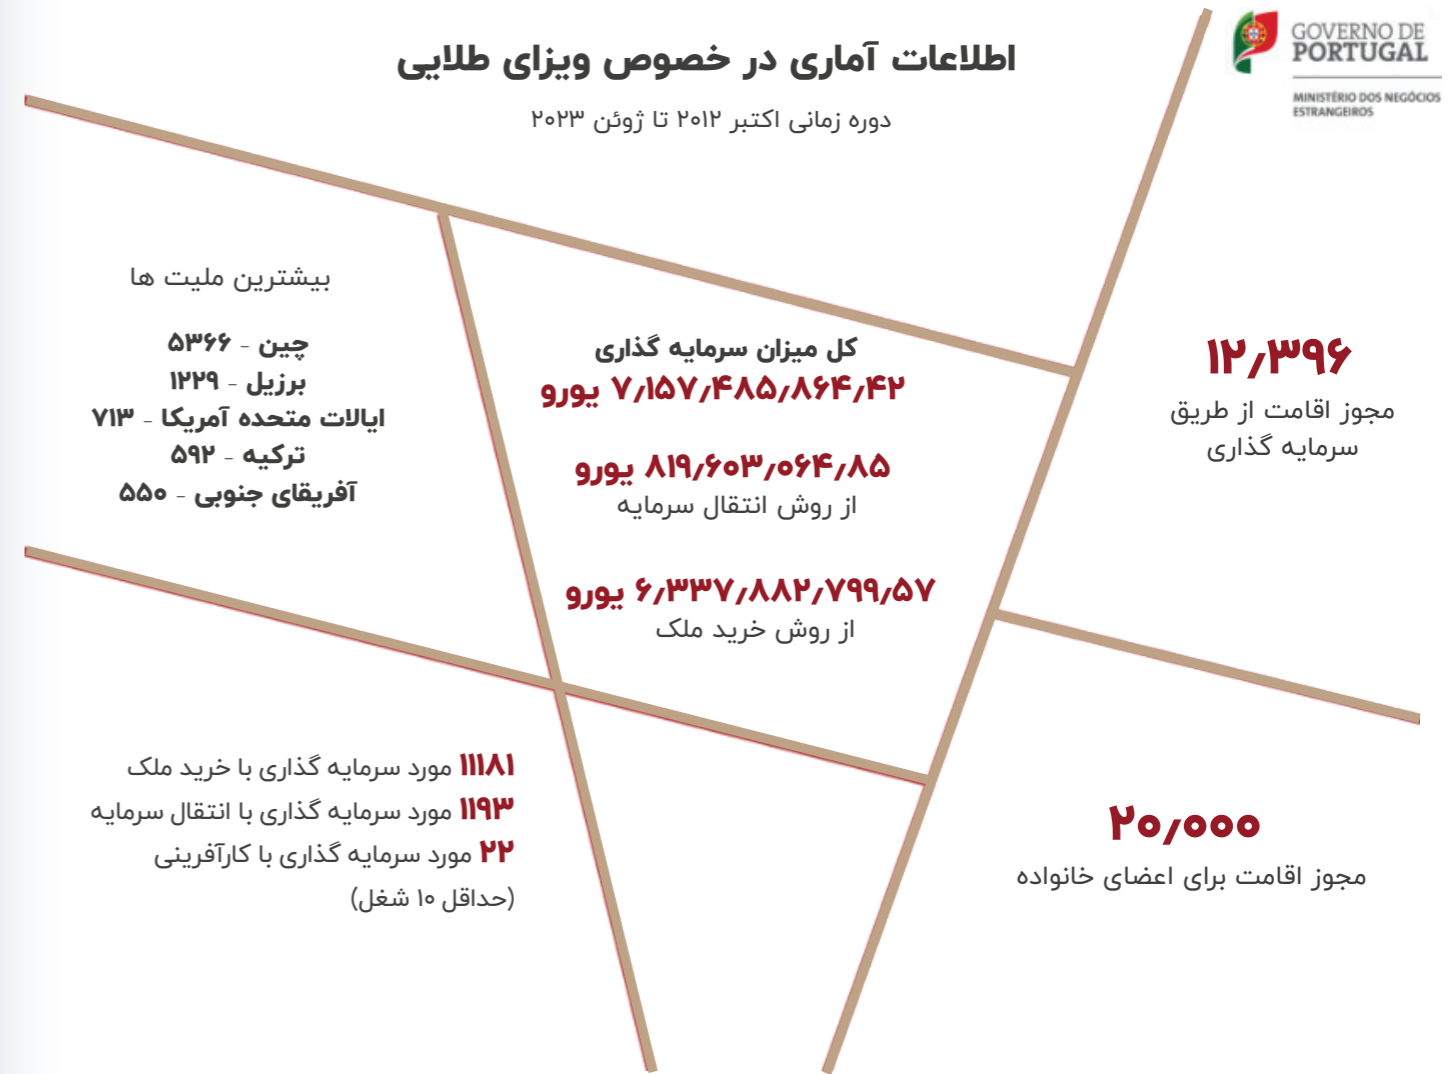 اطلاعات آماری در خصوص ویزای طلایی
دوره زمانی اکتبر ۲۰۱۲ تا ژوئن ۲۰۲۳
GOVERNO DE
PORTUGAL
MINISTÉRIO DOS NEGÓCIOS
ESTRANGEIROS
۱۲٫۳۹۶
مجوز اقامت از طریق
سرمایه گذاری
کل میزان سرمایه گذاری
۷٫۱۵۷٫۴۸۵٫۸۶۴٫۴۲ یورو
۸۱۹٫۶۰۳٫۰۶۴٫۸۵ یورو
از روش انتقال سرمایه
۶٫۳۳۷٫۸۸۲٫۷۹۹٫۵۷ یورو
از روش خرید ملک
بیشترین ملیت ها
چین - ۵۳۶۶
برزیل - ۱۲۲۹
ایالات متحده آمریکا - ۷۱۳
ترکیه - ۵۹۲
آفریقای جنوبی - ۵۵۰
۲۰٫۰۰۰
مجوز اقامت برای اعضای خانواده
۱۱۱۸۱ مورد سرمایه گذاری با خرید ملک
۱۱۹۳ مورد سرمایه گذاری با انتقال سرمایه
۲۲ مورد سرمایه گذاری با کارآفرینی
(حداقل ۱۰ شغل)